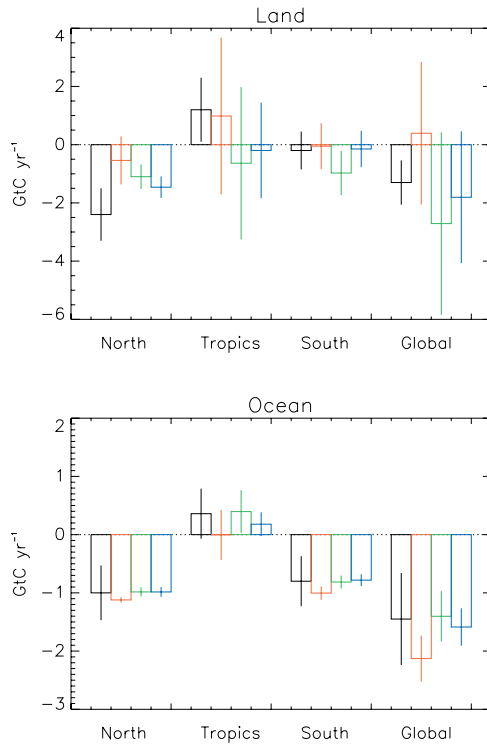 Land
4
2
0
−2
−4
−6
GtC yr⁻¹
North Tropics South Global
Ocean
2
1
0
−1
−2
−3
GtC yr⁻¹
North Tropics South Global